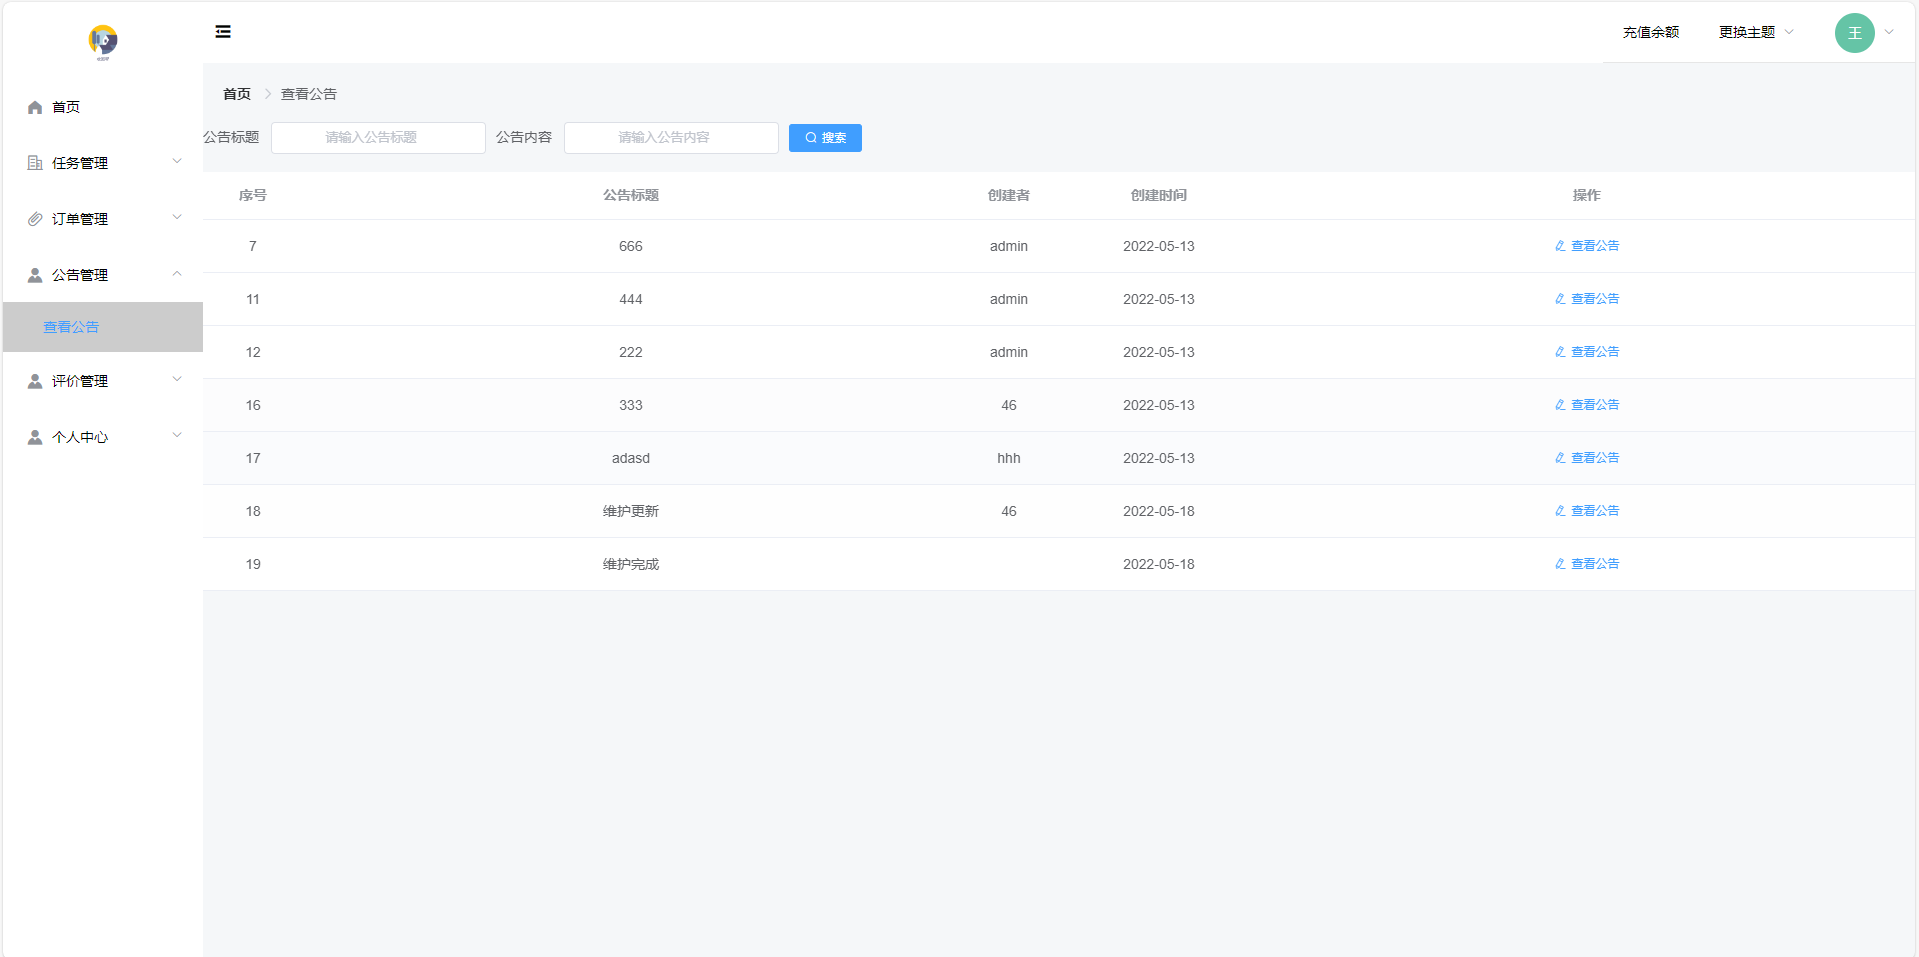 充值余额 更换主题 王
首页
任务管理
订单管理
公告管理
查看公告
评价管理
个人中心
首页 查看公告
公告标题 请输入公告标题 公告内容 请输入公告内容 搜索
序号 公告标题 创建者 创建时间 操作
7 666 admin 2022-05-13 查看公告
11 444 admin 2022-05-13 查看公告
12 222 admin 2022-05-13 查看公告
16 333 46 2022-05-13 查看公告
17 adasd hhh 2022-05-13 查看公告
18 维护更新 46 2022-05-18 查看公告
19 维护完成 2022-05-18 查看公告